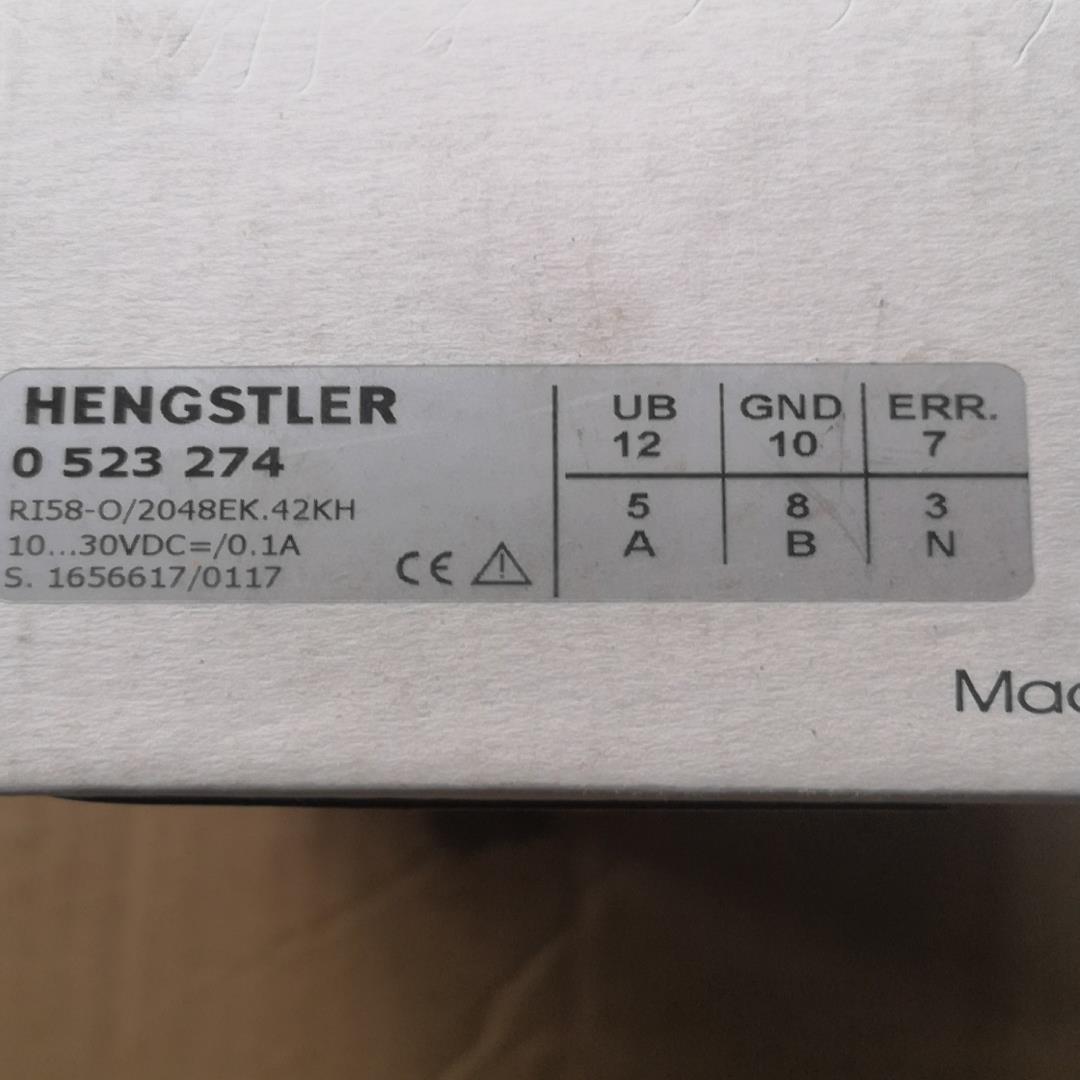 HENGSTLER
0 523 274
RI58-O/2048EK.42KH
10...30VDC=/0.1A
S. 1656617/0117
CE
UB GND ERR.
12 10 7
5 8 3
A B N